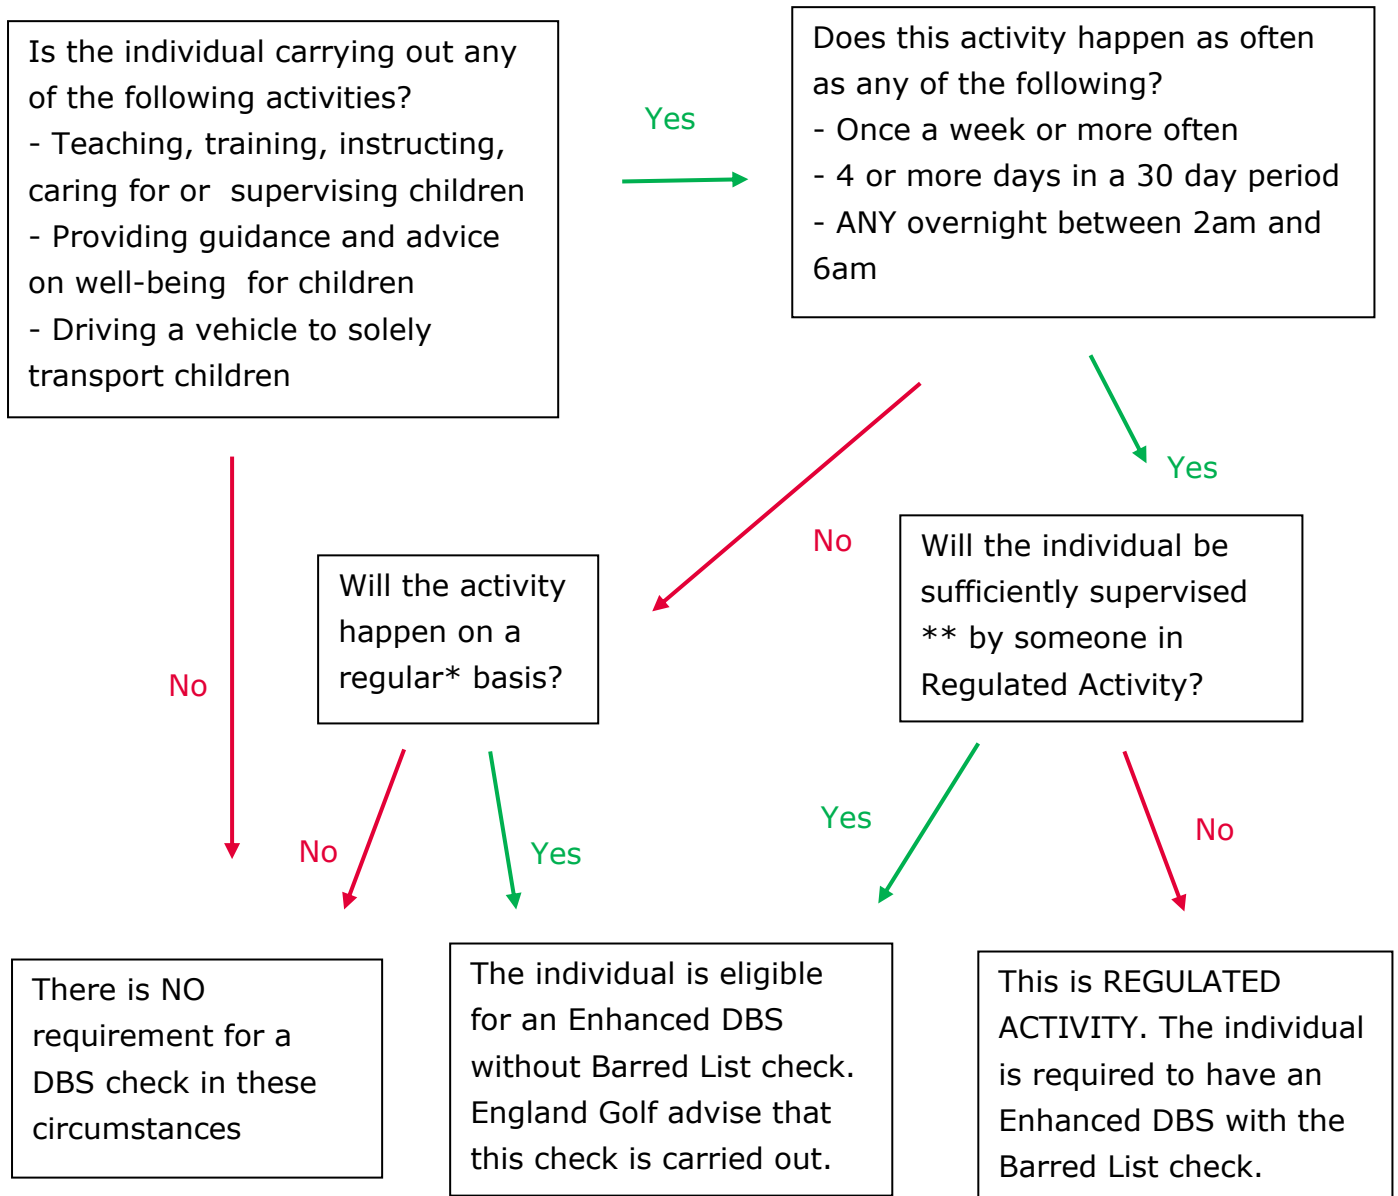 Is the individual carrying out any
of the following activities?
- Teaching, training, instructing,
caring for or supervising children
- Providing guidance and advice
on well-being for children
- Driving a vehicle to solely
transport children
Yes
Does this activity happen as often
as any of the following?
- Once a week or more often
- 4 or more days in a 30 day period
- ANY overnight between 2am and
6am
No
Yes
No
Will the activity
happen on a
regular* basis?
Will the individual be
sufficiently supervised
** by someone in
Regulated Activity?
No
Yes
Yes
No
There is NO
requirement for a
DBS check in these
circumstances
The individual is eligible
for an Enhanced DBS
without Barred List check.
England Golf advise that
this check is carried out.
This is REGULATED
ACTIVITY. The individual
is required to have an
Enhanced DBS with the
Barred List check.